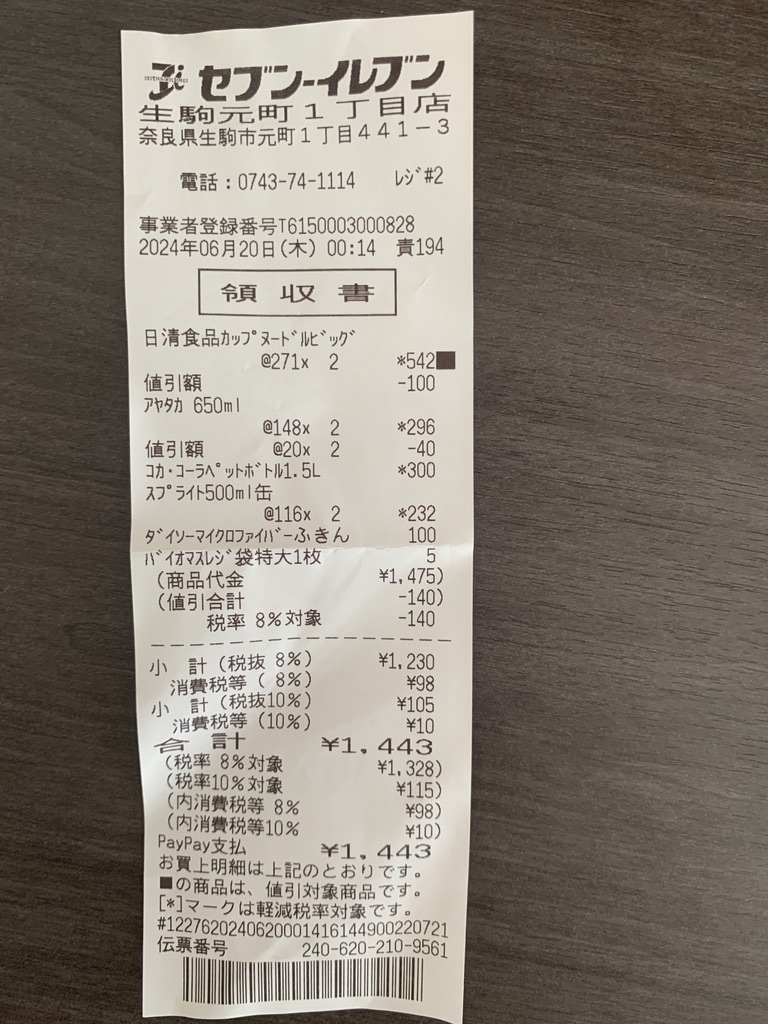 セブン-イレブン
生駒元町1丁目店
奈良県生駒市元町1丁目441-3
電話:0743-74-1114 レジ#2
事業者登録番号T6150003000828
2024年06月20日(木) 00:14 責194
領収書
日清食品カップヌードルビッグ
@271x 2 *542■
値引額 -100
アヤタカ 650ml
@148x 2 *296
値引額 @20x 2 -40
コカ・コーラペットボトル1.5L *300
スプライト500ml缶
@116x 2 *232
ダイソーマイクロファイバーふきん 100
バイオマスレジ袋特大1枚 5
(商品代金 ¥1,475)
(値引合計 -140)
税率 8%対象 -140
小 計(税抜 8%) ¥1,230
消費税等( 8%) ¥98
小 計(税抜10%) ¥105
消費税等(10%) ¥10
合 計 ¥1,443
(税率 8%対象 ¥1,328)
(税率10%対象 ¥115)
(内消費税等 8% ¥98)
(内消費税等10% ¥10)
PayPay支払 ¥1,443
お買上明細は上記のとおりです。
■の商品は、値引対象商品です。
[*]マークは軽減税率対象です。
#12276202406200014161449002207​21
伝票番号 240-620-210-9561